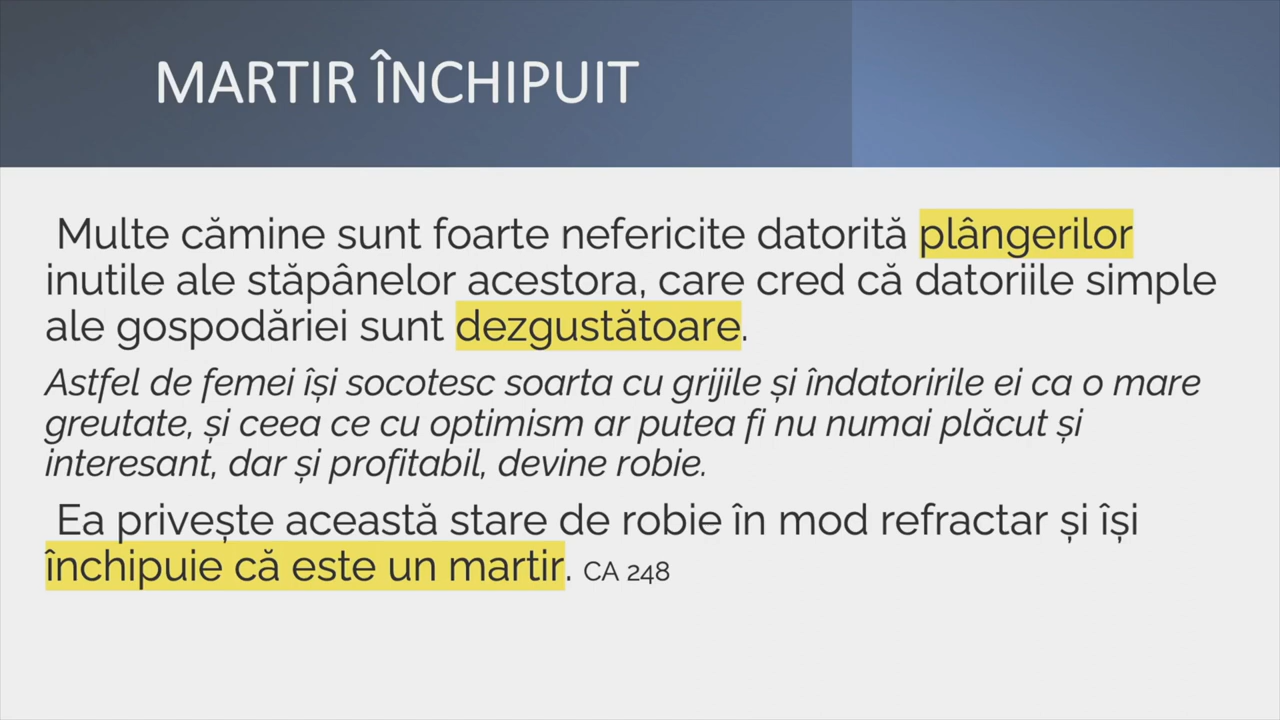 MARTIR ÎNCHIPUIT
Multe cămine sunt foarte nefericite datorită plângerilor
inutile ale stăpânelor acestora, care cred că datoriile simple
ale gospodăriei sunt dezgustătoare.
Astfel de femei își socotesc soarta cu grijile și îndatoririle ei ca o mare
greutate, și ceea ce cu optimism ar putea fi nu numai plăcut și
interesant, dar și profitabil, devine robie.
Ea privește această stare de robie în mod refractar și își
închipuie că este un martir. CA 248